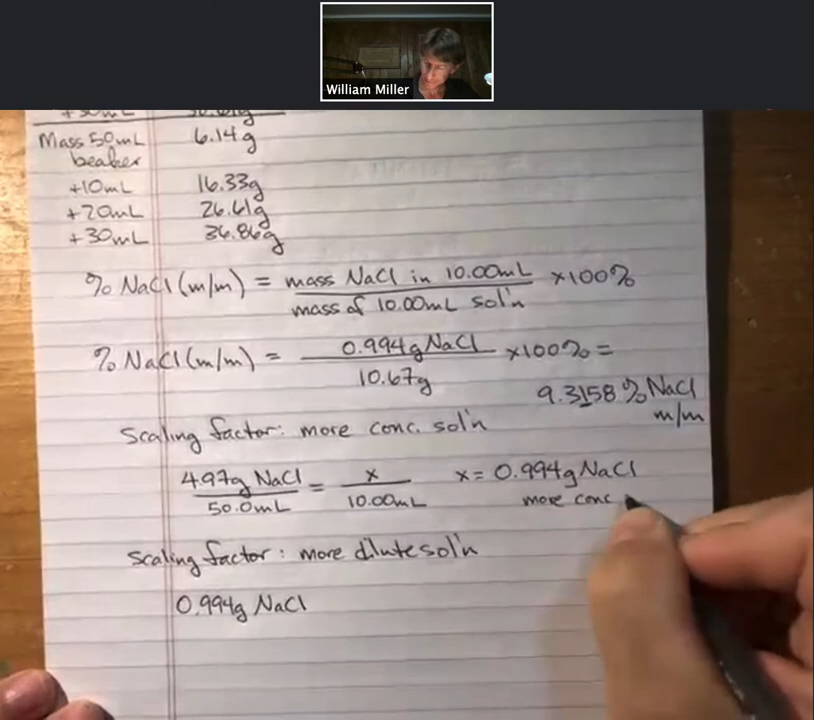 William Miller
+30mL
Mass 50mL 6.14g
beaker
+10mL 16.33g
+20mL 26.61g
+30mL 36.86g
% NaCl (m/m) = mass NaCl in 10.00mL x100%
mass of 10.00mL sol'n
% NaCl (m/m) = 0.994g NaCl x100% =
10.67g
9.3158 % NaCl
m/m
Scaling factor: more conc. sol'n
4.97g NaCl = x x = 0.994g NaCl
50.0mL 10.00mL more conc
Scaling factor: more dilute sol'n
0.994g NaCl